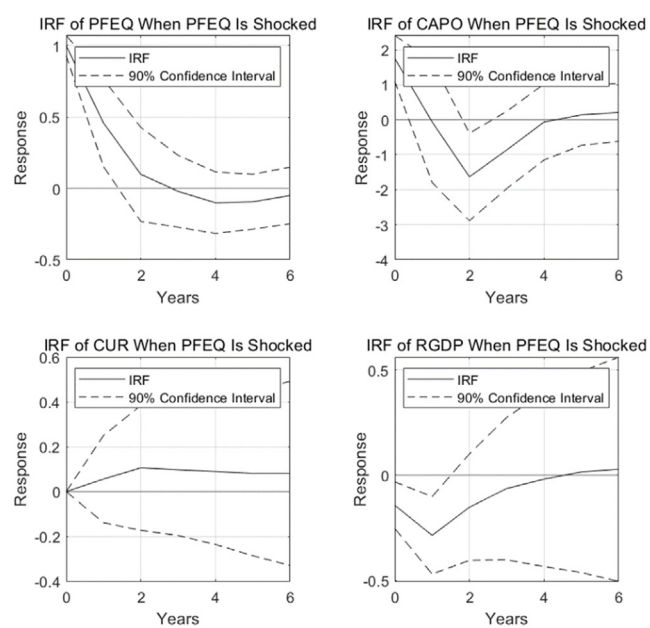 IRF of PFEQ When PFEQ Is Shocked
1
IRF
90% Confidence Interval
0.5
0
-0.5
Response
0 2 4 6
Years
IRF of CAPO When PFEQ Is Shocked
2
IRF
90% Confidence Interval
1
0
-1
-2
-3
-4
Response
0 2 4 6
Years
IRF of CUR When PFEQ Is Shocked
0.6
IRF
90% Confidence Interval
0.4
0.2
0
-0.2
-0.4
Response
0 2 4 6
Years
IRF of RGDP When PFEQ Is Shocked
0.5
IRF
90% Confidence Interval
0
-0.5
Response
0 2 4 6
Years